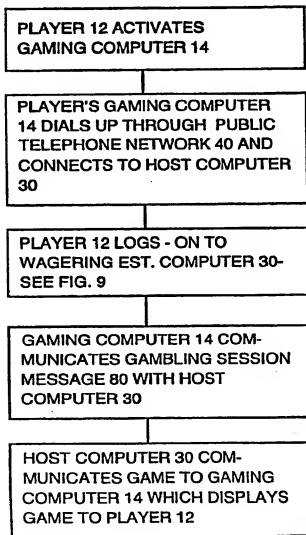 PLAYER 12 ACTIVATES
GAMING COMPUTER 14
PLAYER'S GAMING COMPUTER
14 DIALS UP THROUGH PUBLIC
TELEPHONE NETWORK 40 AND
CONNECTS TO HOST COMPUTER
30
PLAYER 12 LOGS - ON TO
WAGERING EST. COMPUTER 30-
SEE FIG. 9
GAMING COMPUTER 14 COM-
MUNICATES GAMBLING SESSION
MESSAGE 80 WITH HOST
COMPUTER 30
HOST COMPUTER 30 COM-
MUNICATES GAME TO GAMING
COMPUTER 14 WHICH DISPLAYS
GAME TO PLAYER 12